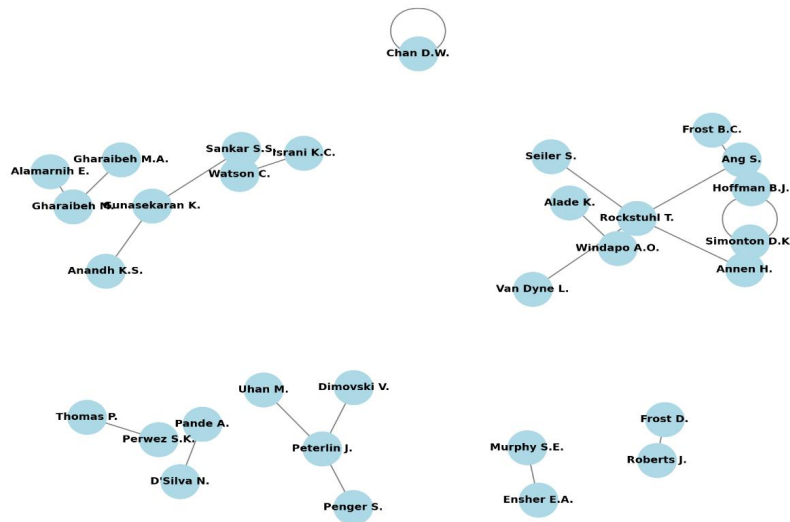 Chan D.W.
Frost B.C.
Sankar S.S.
Israni K.C.
Seiler S.
Gharaibeh M.A.
Ang S.
Alamarnih E.
Watson C.
Hoffman B.J.
Alade K.
Gharaibeh M.
Gunasekaran K.
Rockstuhl T.
Simonton D.K
Windapo A.O.
Anandh K.S.
Annen H.
Van Dyne L.
Uhan M.
Dimovski V.
Thomas P.
Pande A.
Frost D.
Perwez S.K.
Peterlin J.
Murphy S.E.
Roberts J.
D'Silva N.
Ensher E.A.
Penger S.